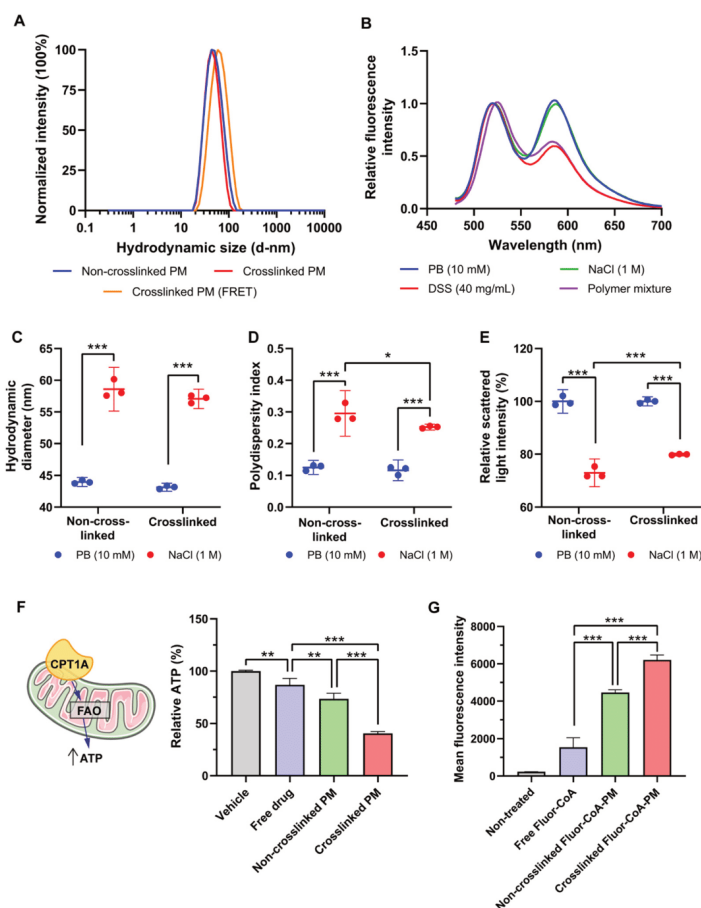 A
Normalized intensity (100%)
100
75
50
25
0
0.1
1
10
100
1000
10000
Hydrodynamic size (d-nm)
Non-crosslinked PM
Crosslinked PM
Crosslinked PM (FRET)
B
Relative fluorescence
intensity
1.5
1.0
0.5
0.0
450
500
550
600
650
700
Wavelength (nm)
PB (10 mM)
NaCl (1 M)
DSS (40 mg/mL)
Polymer mixture
C
Hydrodynamic
diameter (nm)
65
60
55
50
45
40
***
***
Non-cross-
linked
Crosslinked
PB (10 mM)
NaCl (1 M)
D
Polydispersity index
0.5
0.4
0.3
0.2
0.1
0.0
*
***
***
Non-cross-
linked
Crosslinked
PB (10 mM)
NaCl (1 M)
E
Relative scattered
light intensity (%)
120
100
80
60
***
***
***
Non-cross-
linked
Crosslinked
PB (10 mM)
NaCl (1 M)
F
CPT1A
FAO
↑ATP
Relative ATP (%)
150
100
75
50
25
0
***
**
**
***
Vehicle
Free drug
Non-crosslinked PM
Crosslinked PM
G
Mean fluorescence intensity
8000
6000
4000
2000
0
***
***
***
Non-treated
Free Fluor-CoA
Non-crosslinked Fluor-CoA-PM
Crosslinked Fluor-CoA-PM